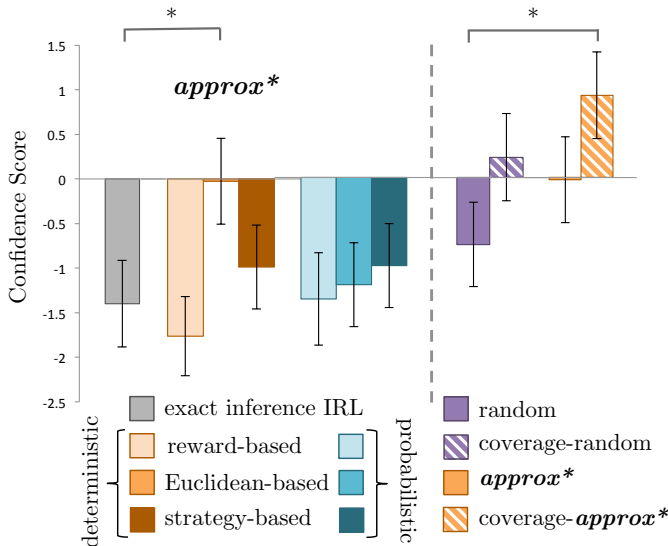 *
*
1.5
1
0.5
0
-0.5
-1
-1.5
-2
-2.5
Confidence Score
approx*
exact inference IRL
reward-based
Euclidean-based
strategy-based
deterministic
probabilistic
random
coverage-random
approx*
coverage-approx*